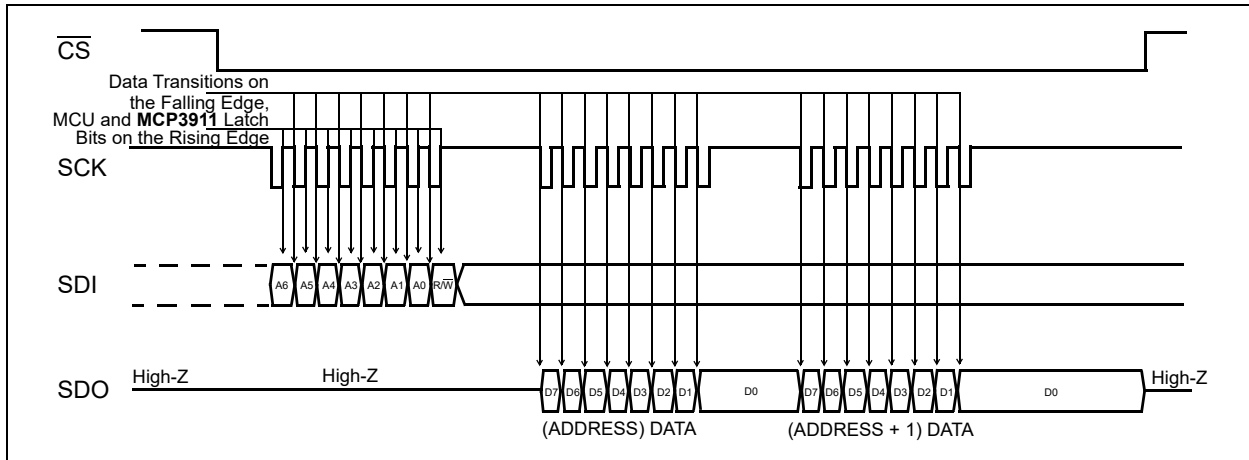 CS
Data Transitions on
the Falling Edge,
MCU and MCP3911 Latch
Bits on the Rising Edge
SCK
SDI
A6 A5 A4 A3 A2 A1 A0 R/W
SDO
High-Z
High-Z
D7 D6 D5 D4 D3 D2 D1 D0
D7 D6 D5 D4 D3 D2 D1 D0
High-Z
(ADDRESS) DATA
(ADDRESS + 1) DATA